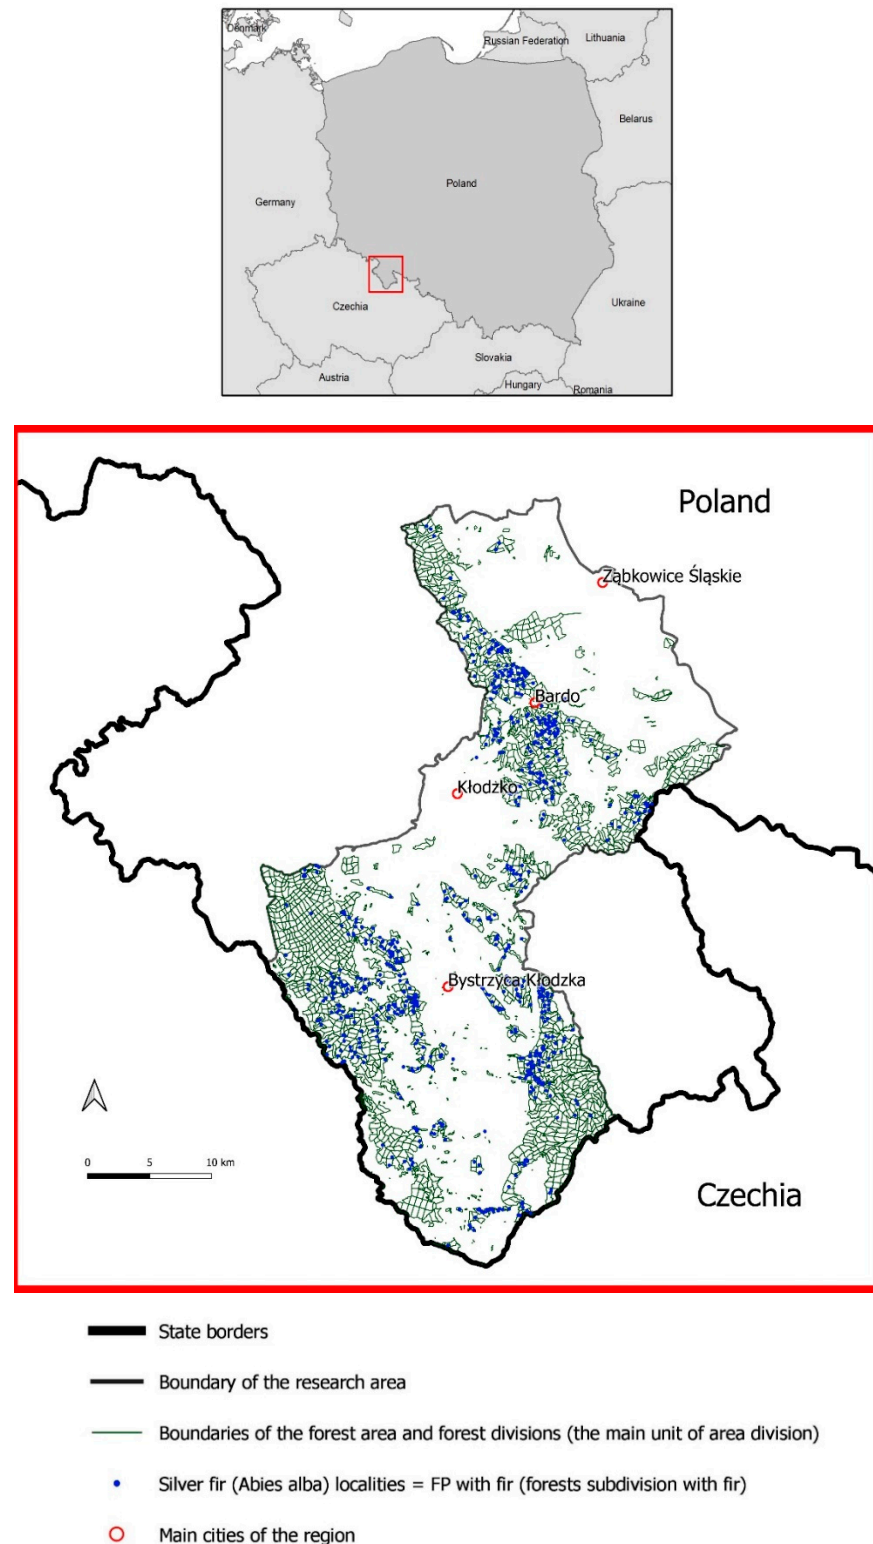 Denmark
Russian Federation
Lithuania
Belarus
Poland
Germany
Ukraine
Czechia
Slovakia
Austria
Hungary
Romania
Poland
Ząbkowice Śląskie
Bardo
Kłodzko
Bystrzyca Kłodzka
0 5 10 km
Czechia
State borders
Boundary of the research area
Boundaries of the forest area and forest divisions (the main unit of area division)
Silver fir (Abies alba) localities = FP with fir (forests subdivision with fir)
Main cities of the region